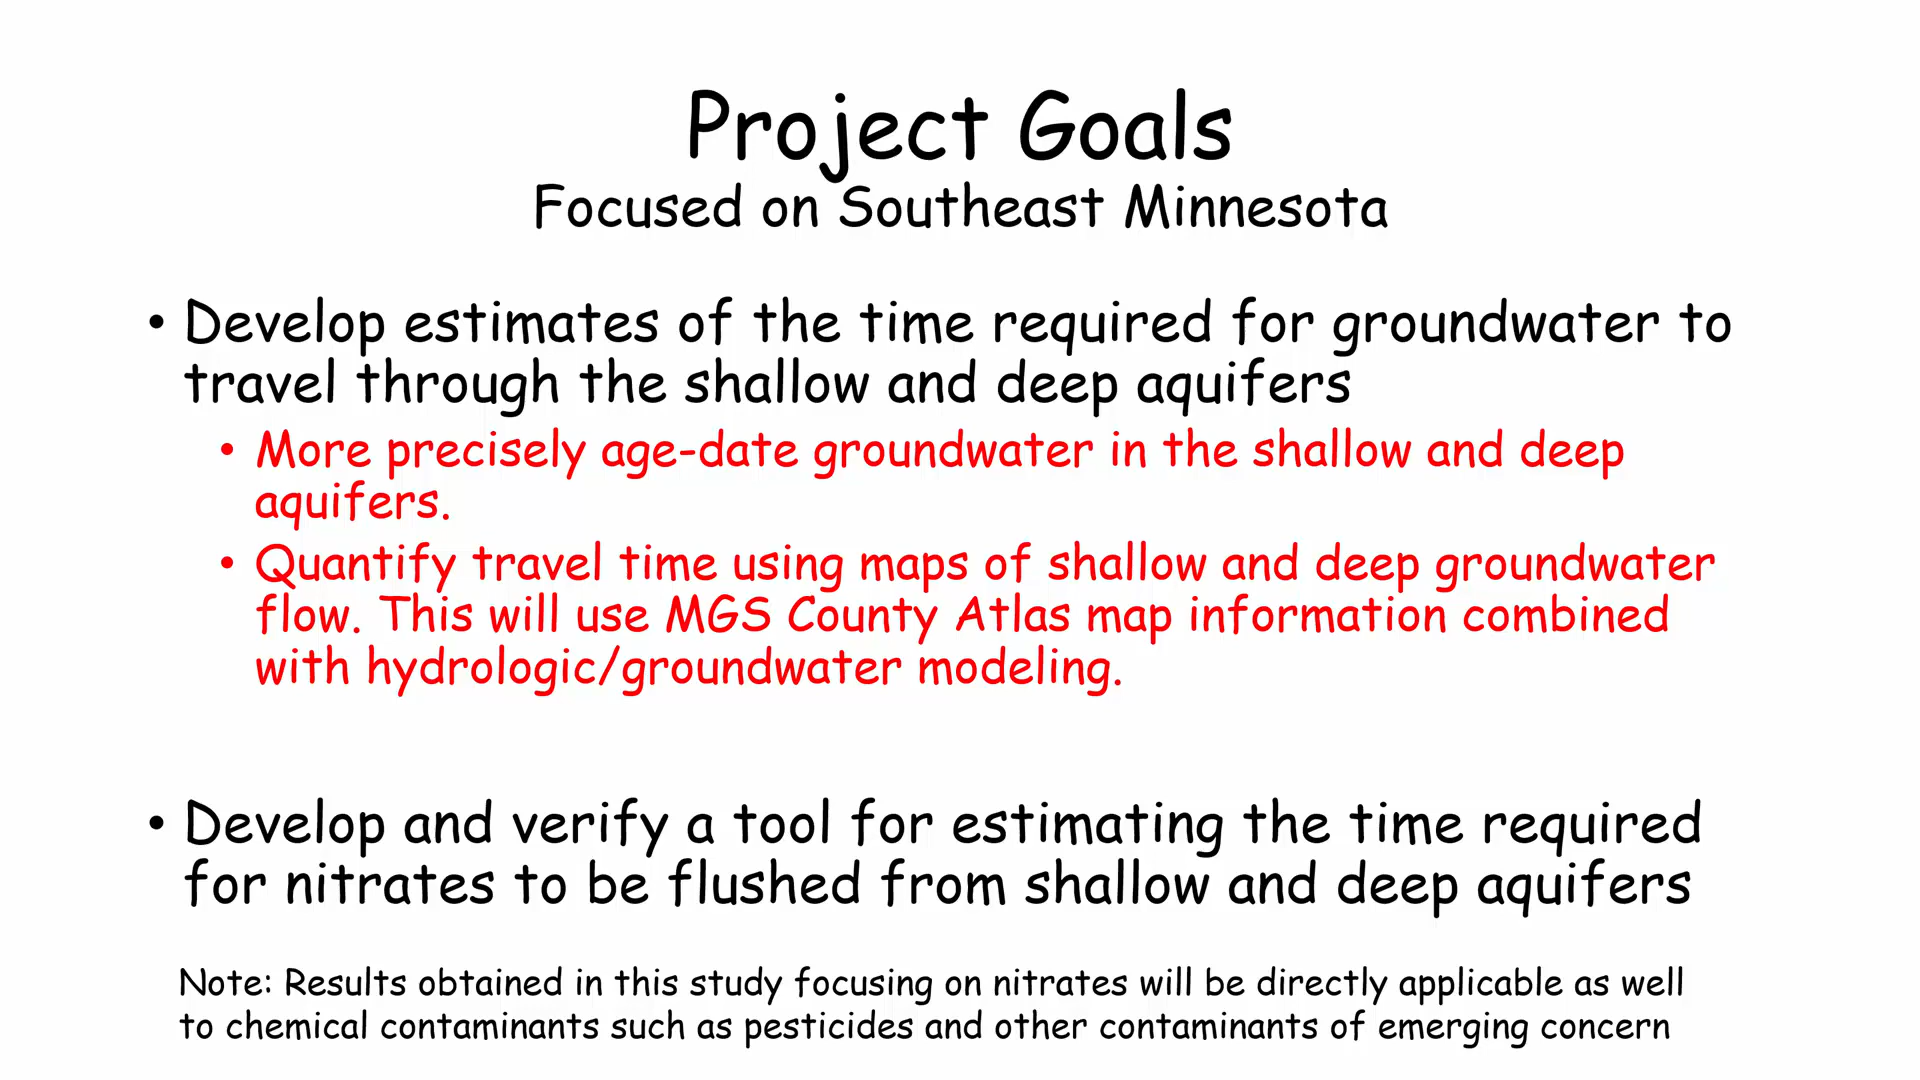 Project Goals
Focused on Southeast Minnesota
• Develop estimates of the time required for groundwater to
travel through the shallow and deep aquifers
• More precisely age-date groundwater in the shallow and deep
aquifers.
• Quantify travel time using maps of shallow and deep groundwater
flow. This will use MGS County Atlas map information combined
with hydrologic/groundwater modeling.
• Develop and verify a tool for estimating the time required
for nitrates to be flushed from shallow and deep aquifers
Note: Results obtained in this study focusing on nitrates will be directly applicable as well
to chemical contaminants such as pesticides and other contaminants of emerging concern